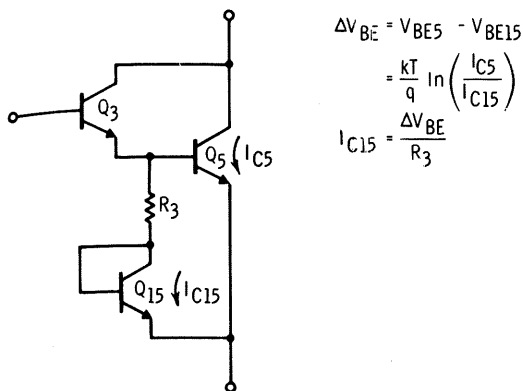 ΔV_BE = V_BE5 - V_BE15
= kT/q ln (I_C5/I_C15)
I_C15 = ΔV_BE/R_3
Q_3
Q_5
I_C5
R_3
Q_15
I_C15